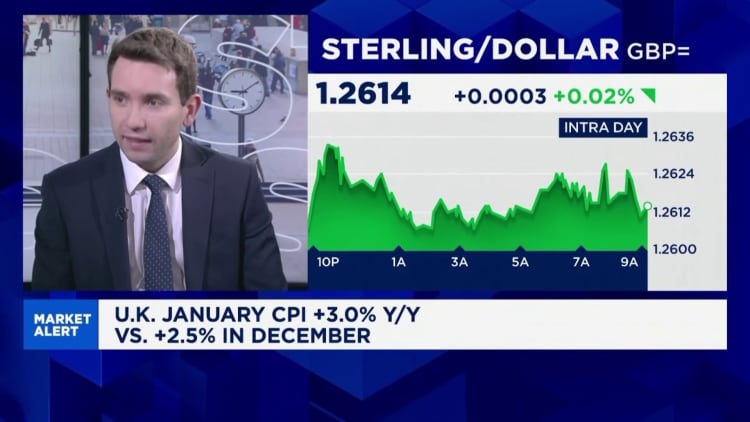 STERLING/DOLLAR GBP=
1.2614 +0.0003 +0.02%
INTRA DAY
1.2636
1.2624
1.2612
1.2600
10P 1A 3A 5A 7A 9A
MARKET ALERT
U.K. JANUARY CPI +3.0% Y/Y
VS. +2.5% IN DECEMBER